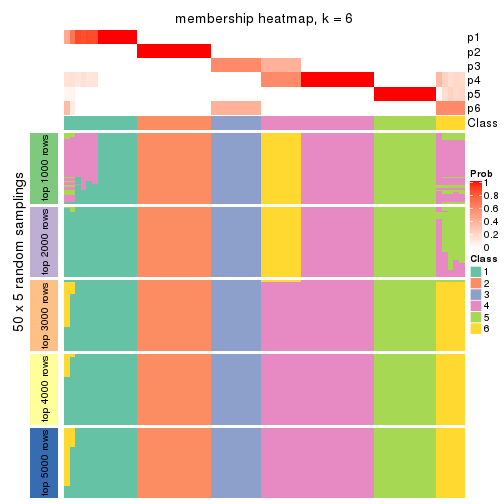 membership heatmap, k = 6
p1
p2
p3
p4
p5
p6
Class
50 x 5 random samplings
top 1000 rows
top 2000 rows
top 3000 rows
top 4000 rows
top 5000 rows
Prob
1
0.8
0.6
0.4
0.2
0
Class
1
2
3
4
5
6